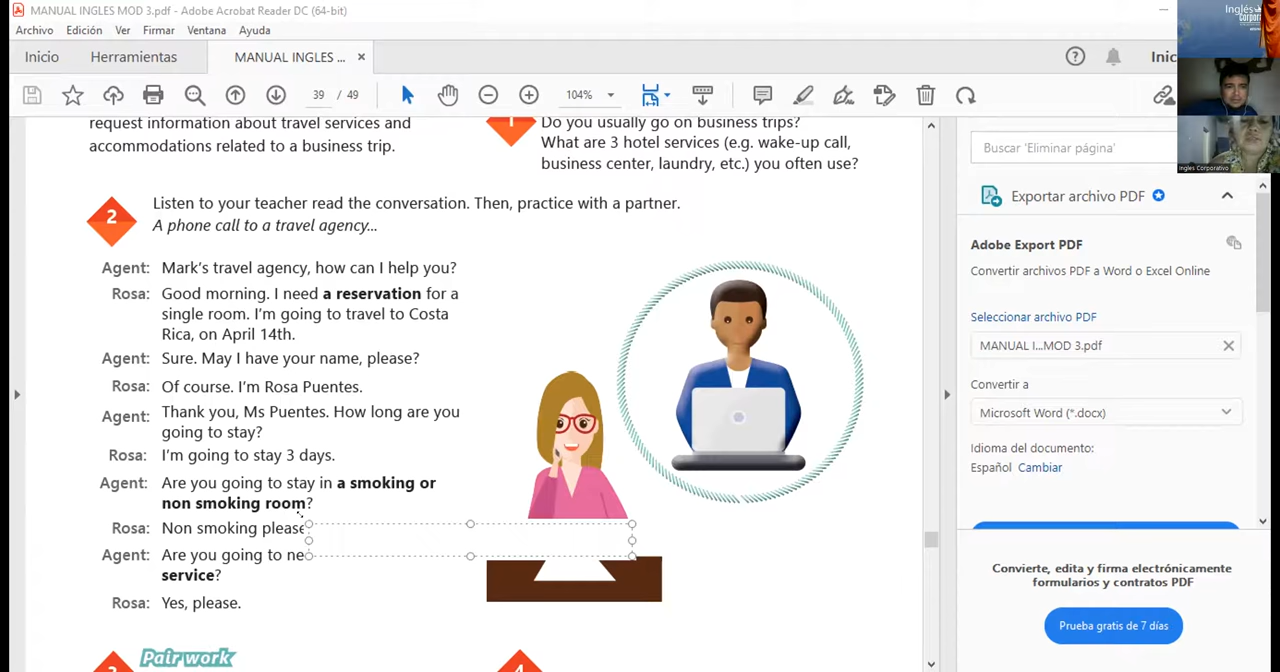 MANUAL INGLES MOD 3.pdf - Adobe Acrobat Reader DC (64-bit)
Archivo Edición Ver Firmar Ventana Ayuda
Inicio Herramientas MANUAL INGLES ... × Inic
39 / 49 104%
request information about travel services and
accommodations related to a business trip.
1
Do you usually go on business trips?
What are 3 hotel services (e.g. wake-up call,
business center, laundry, etc.) you often use?
2
Listen to your teacher read the conversation. Then, practice with a partner.
A phone call to a travel agency...
Agent: Mark's travel agency, how can I help you?
Rosa: Good morning. I need a reservation for a
single room. I'm going to travel to Costa
Rica, on April 14th.
Agent: Sure. May I have your name, please?
Rosa: Of course. I'm Rosa Puentes.
Agent: Thank you, Ms Puentes. How long are you
going to stay?
Rosa: I'm going to stay 3 days.
Agent: Are you going to stay in a smoking or
non smoking room?
Rosa: Non smoking please
Agent: Are you going to ne
service?
Rosa: Yes, please.
3
Pair work
4
Buscar 'Eliminar página'
Exportar archivo PDF
Adobe Export PDF
Convertir archivos PDF a Word o Excel Online
Seleccionar archivo PDF
MANUAL I...MOD 3.pdf
Convertir a
Microsoft Word (*.docx)
Idioma del documento:
Español Cambiar
Convierte, edita y firma electrónicamente
formularios y contratos PDF
Prueba gratis de 7 días
Inglés
Corporativo
Inglés Corporativo